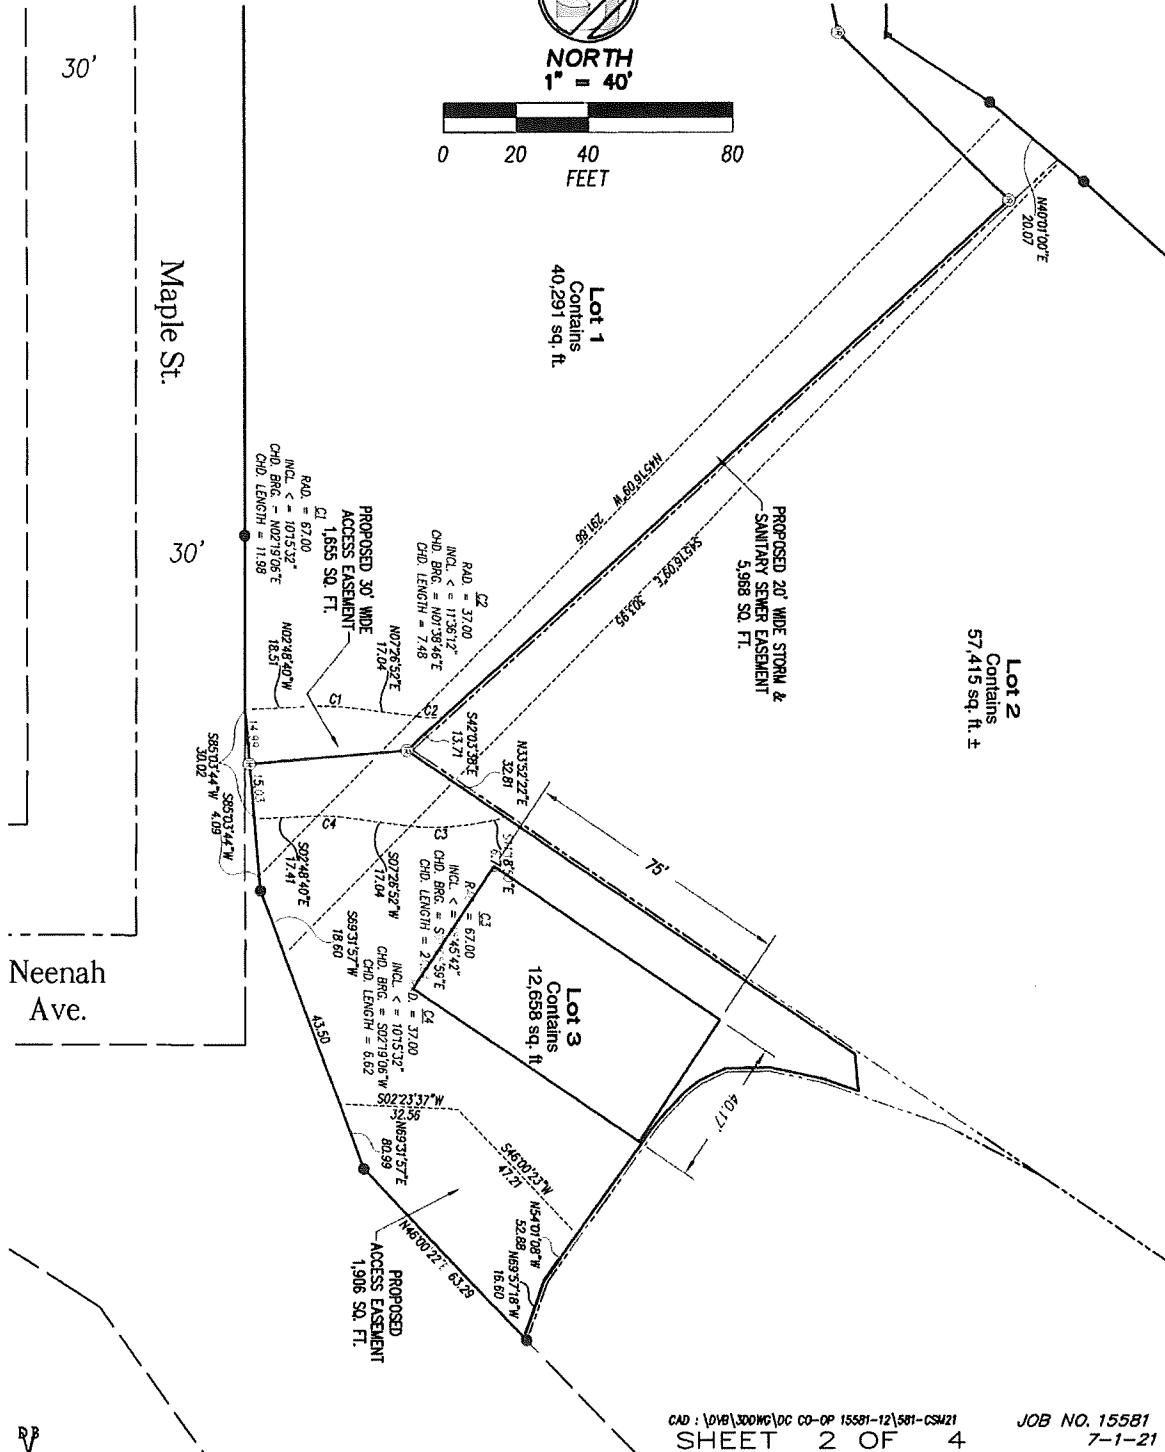 NORTH
1" = 40'
0 20 40 80
FEET
30'
Maple St.
30'
Neenah
Ave.
Lot 1
Contains
40,291 sq. ft.
Lot 2
Contains
57,415 sq. ft. ±
Lot 3
Contains
12,658 sq. ft
N40°01'00"E
20.07
N45°16'09"W
291.86
S45°16'09"E
303.95
PROPOSED 20' WIDE STORM &
SANITARY SEWER EASEMENT
5,968 SQ. FT.
PROPOSED 30' WIDE
ACCESS EASEMENT
1,655 SQ. FT.
C1
RAD. = 67.00
INCL < = 10°15'32"
CHD. BRG. - N02°19'06"E
CHD. LENGTH = 11.98
C2
RAD. = 37.00
INCL < = 11°36'12"
CHD. BRG. = N01°38'46"E
CHD. LENGTH = 7.48
N02°48'40"W
18.51
N07°26'52"E
17.04
C1
C2
S42°03'38"E
13.71
N33°52'22"E
32.81
14.99
15.03
S85°03'44"W
30.02
S85°03'44"W 4.09
C4
C3
S02°48'40"E
17.41
S07°26'52"W
17.04
C3
= 67.00
INCL < =
CHD. BRG. =
CHD. LENGTH =
C4
= 37.00
INCL < = 10°15'32"
CHD. BRG. = S02°19'06"W
CHD. LENGTH = 6.62
75'
40.17'
S69°31'57"W
18.60
43.50
S02°23'37"W
32.56
N69°31'57"E
80.99
S46°00'23"W
47.21
N54°01'08"W
52.88
N69°57'18"W
16.60
N46°00'22"E 63.29
PROPOSED
ACCESS EASEMENT
1,906 SQ. FT.
CAD : \DVB\3DDWG\DC CO-OP 15581-12\581-CSM21
SHEET 2 OF 4
JOB NO. 15581
7-1-21